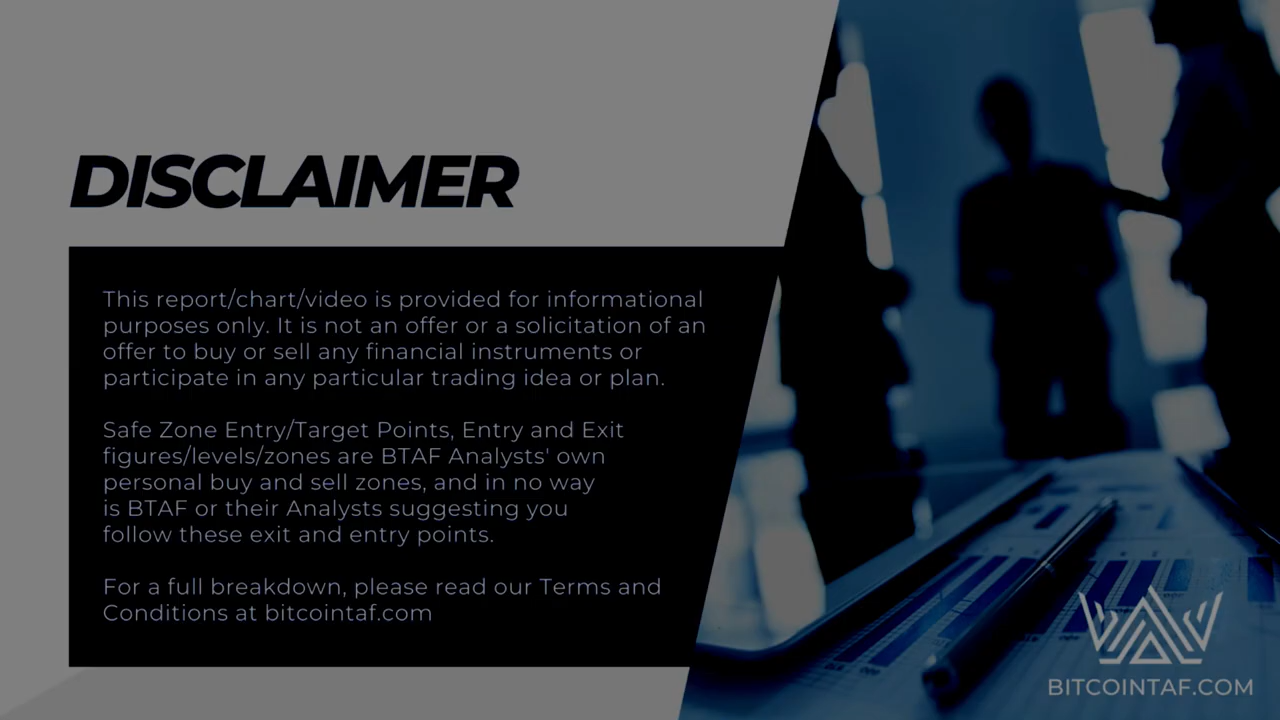 DISCLAIMER
This report/chart/video is provided for informational
purposes only. It is not an offer or a solicitation of an
offer to buy or sell any financial instruments or
participate in any particular trading idea or plan.
Safe Zone Entry/Target Points, Entry and Exit
figures/levels/zones are BTAF Analysts' own
personal buy and sell zones, and in no way
is BTAF or their Analysts suggesting you
follow these exit and entry points.
For a full breakdown, please read our Terms and
Conditions at bitcointaf.com
BITCOINTAF.COM